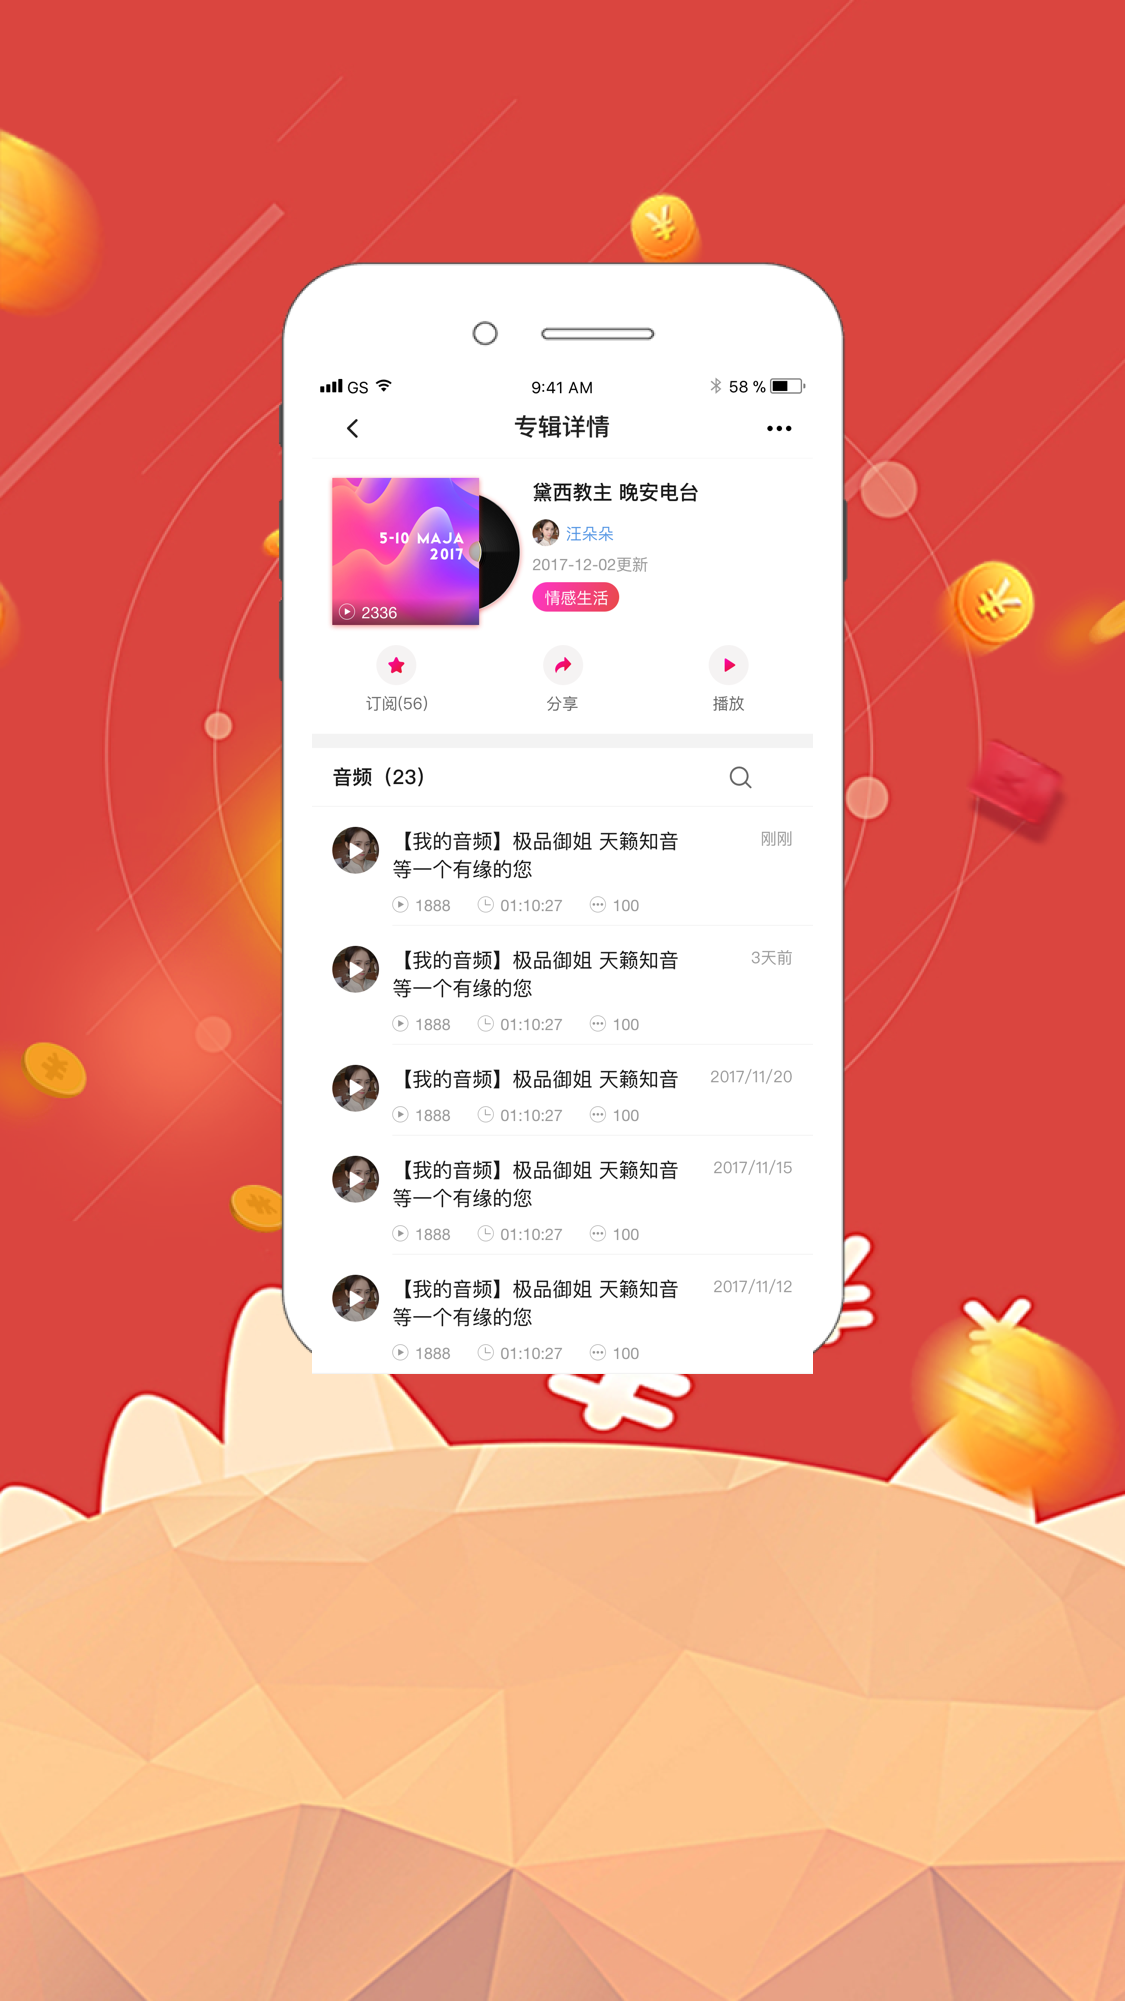 GS 9:41 AM 58 %
专辑详情
黛西教主 晚安电台
5-10 MAJA
2017
汪朵朵
2017-12-02更新
情感生活
2336
订阅(56) 分享 播放
音频（23）
【我的音频】极品御姐 天籁知音 刚刚
等一个有缘的您
1888 01:10:27 100
【我的音频】极品御姐 天籁知音 3天前
等一个有缘的您
1888 01:10:27 100
【我的音频】极品御姐 天籁知音 2017/11/20
1888 01:10:27 100
【我的音频】极品御姐 天籁知音 2017/11/15
等一个有缘的您
1888 01:10:27 100
【我的音频】极品御姐 天籁知音 2017/11/12
等一个有缘的您
1888 01:10:27 100